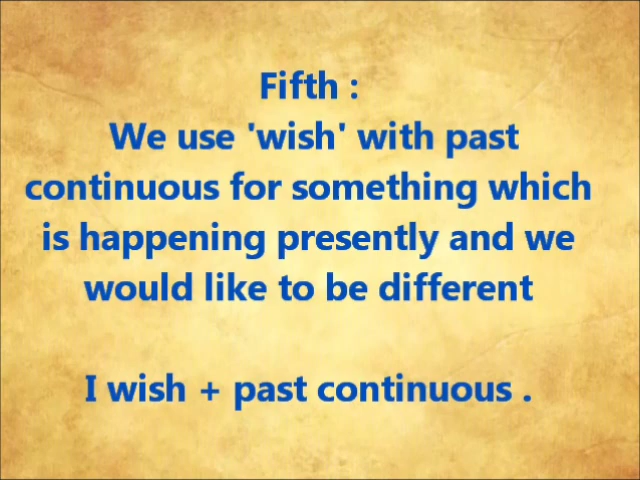 Fifth :
We use 'wish' with past
continuous for something which
is happening presently and we
would like to be different
I wish + past continuous .